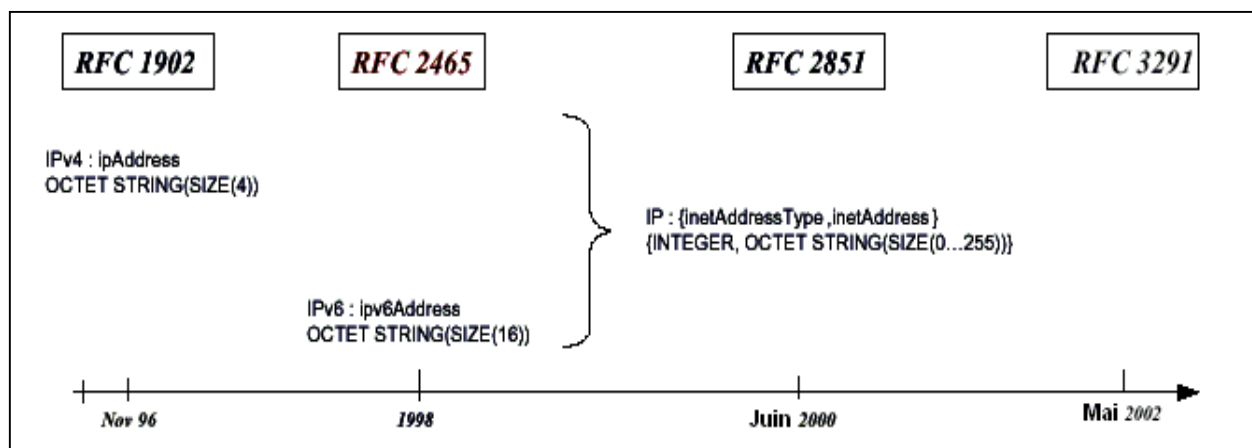 RFC 1902
RFC 2465
RFC 2851
RFC 3291
IPv4 : ipAddress
OCTET STRING(SIZE(4))
IP : {inetAddressType ,inetAddress }
{INTEGER, OCTET STRING(SIZE(0...255))}
IPv6 : ipv6Address
OCTET STRING(SIZE(16))
Nov 96
1998
Juin 2000
Mai 2002